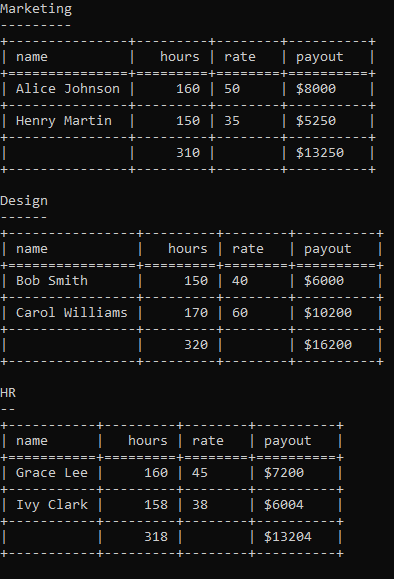 Marketing
---------
+---------------+---------+--------+----------+
| name          |   hours | rate   | payout   |
+===============+=========+========+==========+
| Alice Johnson |     160 | 50     | $8000    |
+---------------+---------+--------+----------+
| Henry Martin  |     150 | 35     | $5250    |
+---------------+---------+--------+----------+
|               |     310 |        | $13250   |
+---------------+---------+--------+----------+
Design
------
+----------------+---------+--------+----------+
| name           |   hours | rate   | payout   |
+================+=========+========+==========+
| Bob Smith      |     150 | 40     | $6000    |
+----------------+---------+--------+----------+
| Carol Williams |     170 | 60     | $10200   |
+----------------+---------+--------+----------+
|                |     320 |        | $16200   |
+----------------+---------+--------+----------+
HR
--
+-----------+---------+--------+----------+
| name      |   hours | rate   | payout   |
+===========+=========+========+==========+
| Grace Lee |     160 | 45     | $7200    |
+-----------+---------+--------+----------+
| Ivy Clark |     158 | 38     | $6004    |
+-----------+---------+--------+----------+
|           |     318 |        | $13204   |
+-----------+---------+--------+----------+